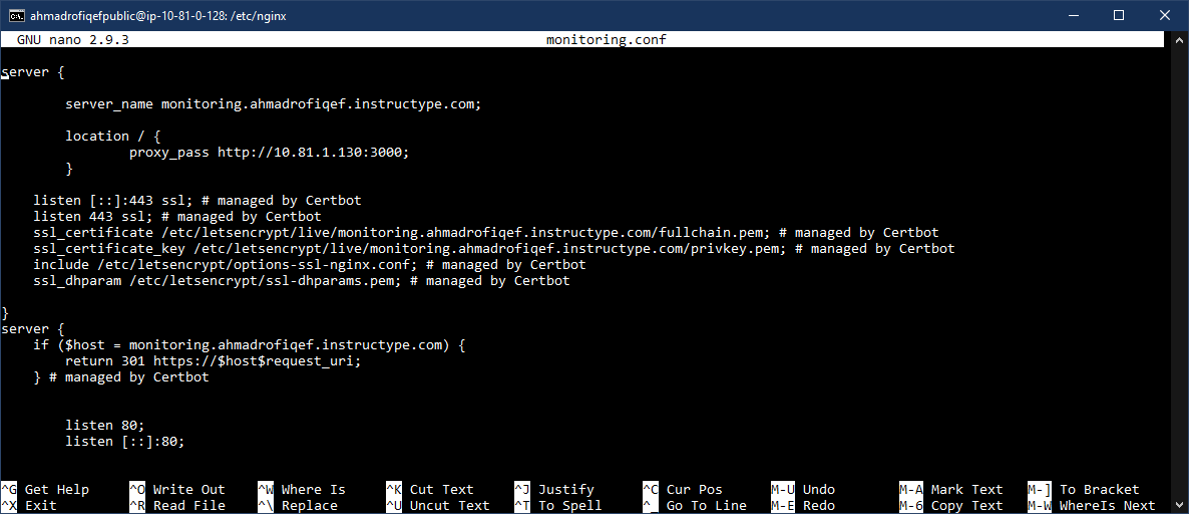 ahmadrofiqefpublic@ip-10-81-0-128: /etc/nginx
GNU nano 2.9.3 monitoring.conf
server {
server_name monitoring.ahmadrofiqef.instructype.com;
location / {
proxy_pass http://10.81.1.130:3000;
}
listen [::]:443 ssl; # managed by Certbot
listen 443 ssl; # managed by Certbot
ssl_certificate /etc/letsencrypt/live/monitoring.ahmadrofiqef.instructype.com/fullchain.pem; # managed by Certbot
ssl_certificate_key /etc/letsencrypt/live/monitoring.ahmadrofiqef.instructype.com/privkey.pem; # managed by Certbot
include /etc/letsencrypt/options-ssl-nginx.conf; # managed by Certbot
ssl_dhparam /etc/letsencrypt/ssl-dhparams.pem; # managed by Certbot
}
server {
if ($host = monitoring.ahmadrofiqef.instructype.com) {
return 301 https://$host$request_uri;
} # managed by Certbot
listen 80;
listen [::]:80;
^G Get Help ^O Write Out ^W Where Is ^K Cut Text ^J Justify ^C Cur Pos M-U Undo M-A Mark Text M-] To Bracket
^X Exit ^R Read File ^\ Replace ^U Uncut Text ^T To Spell ^_ Go To Line M-E Redo M-6 Copy Text M-W WhereIs Next